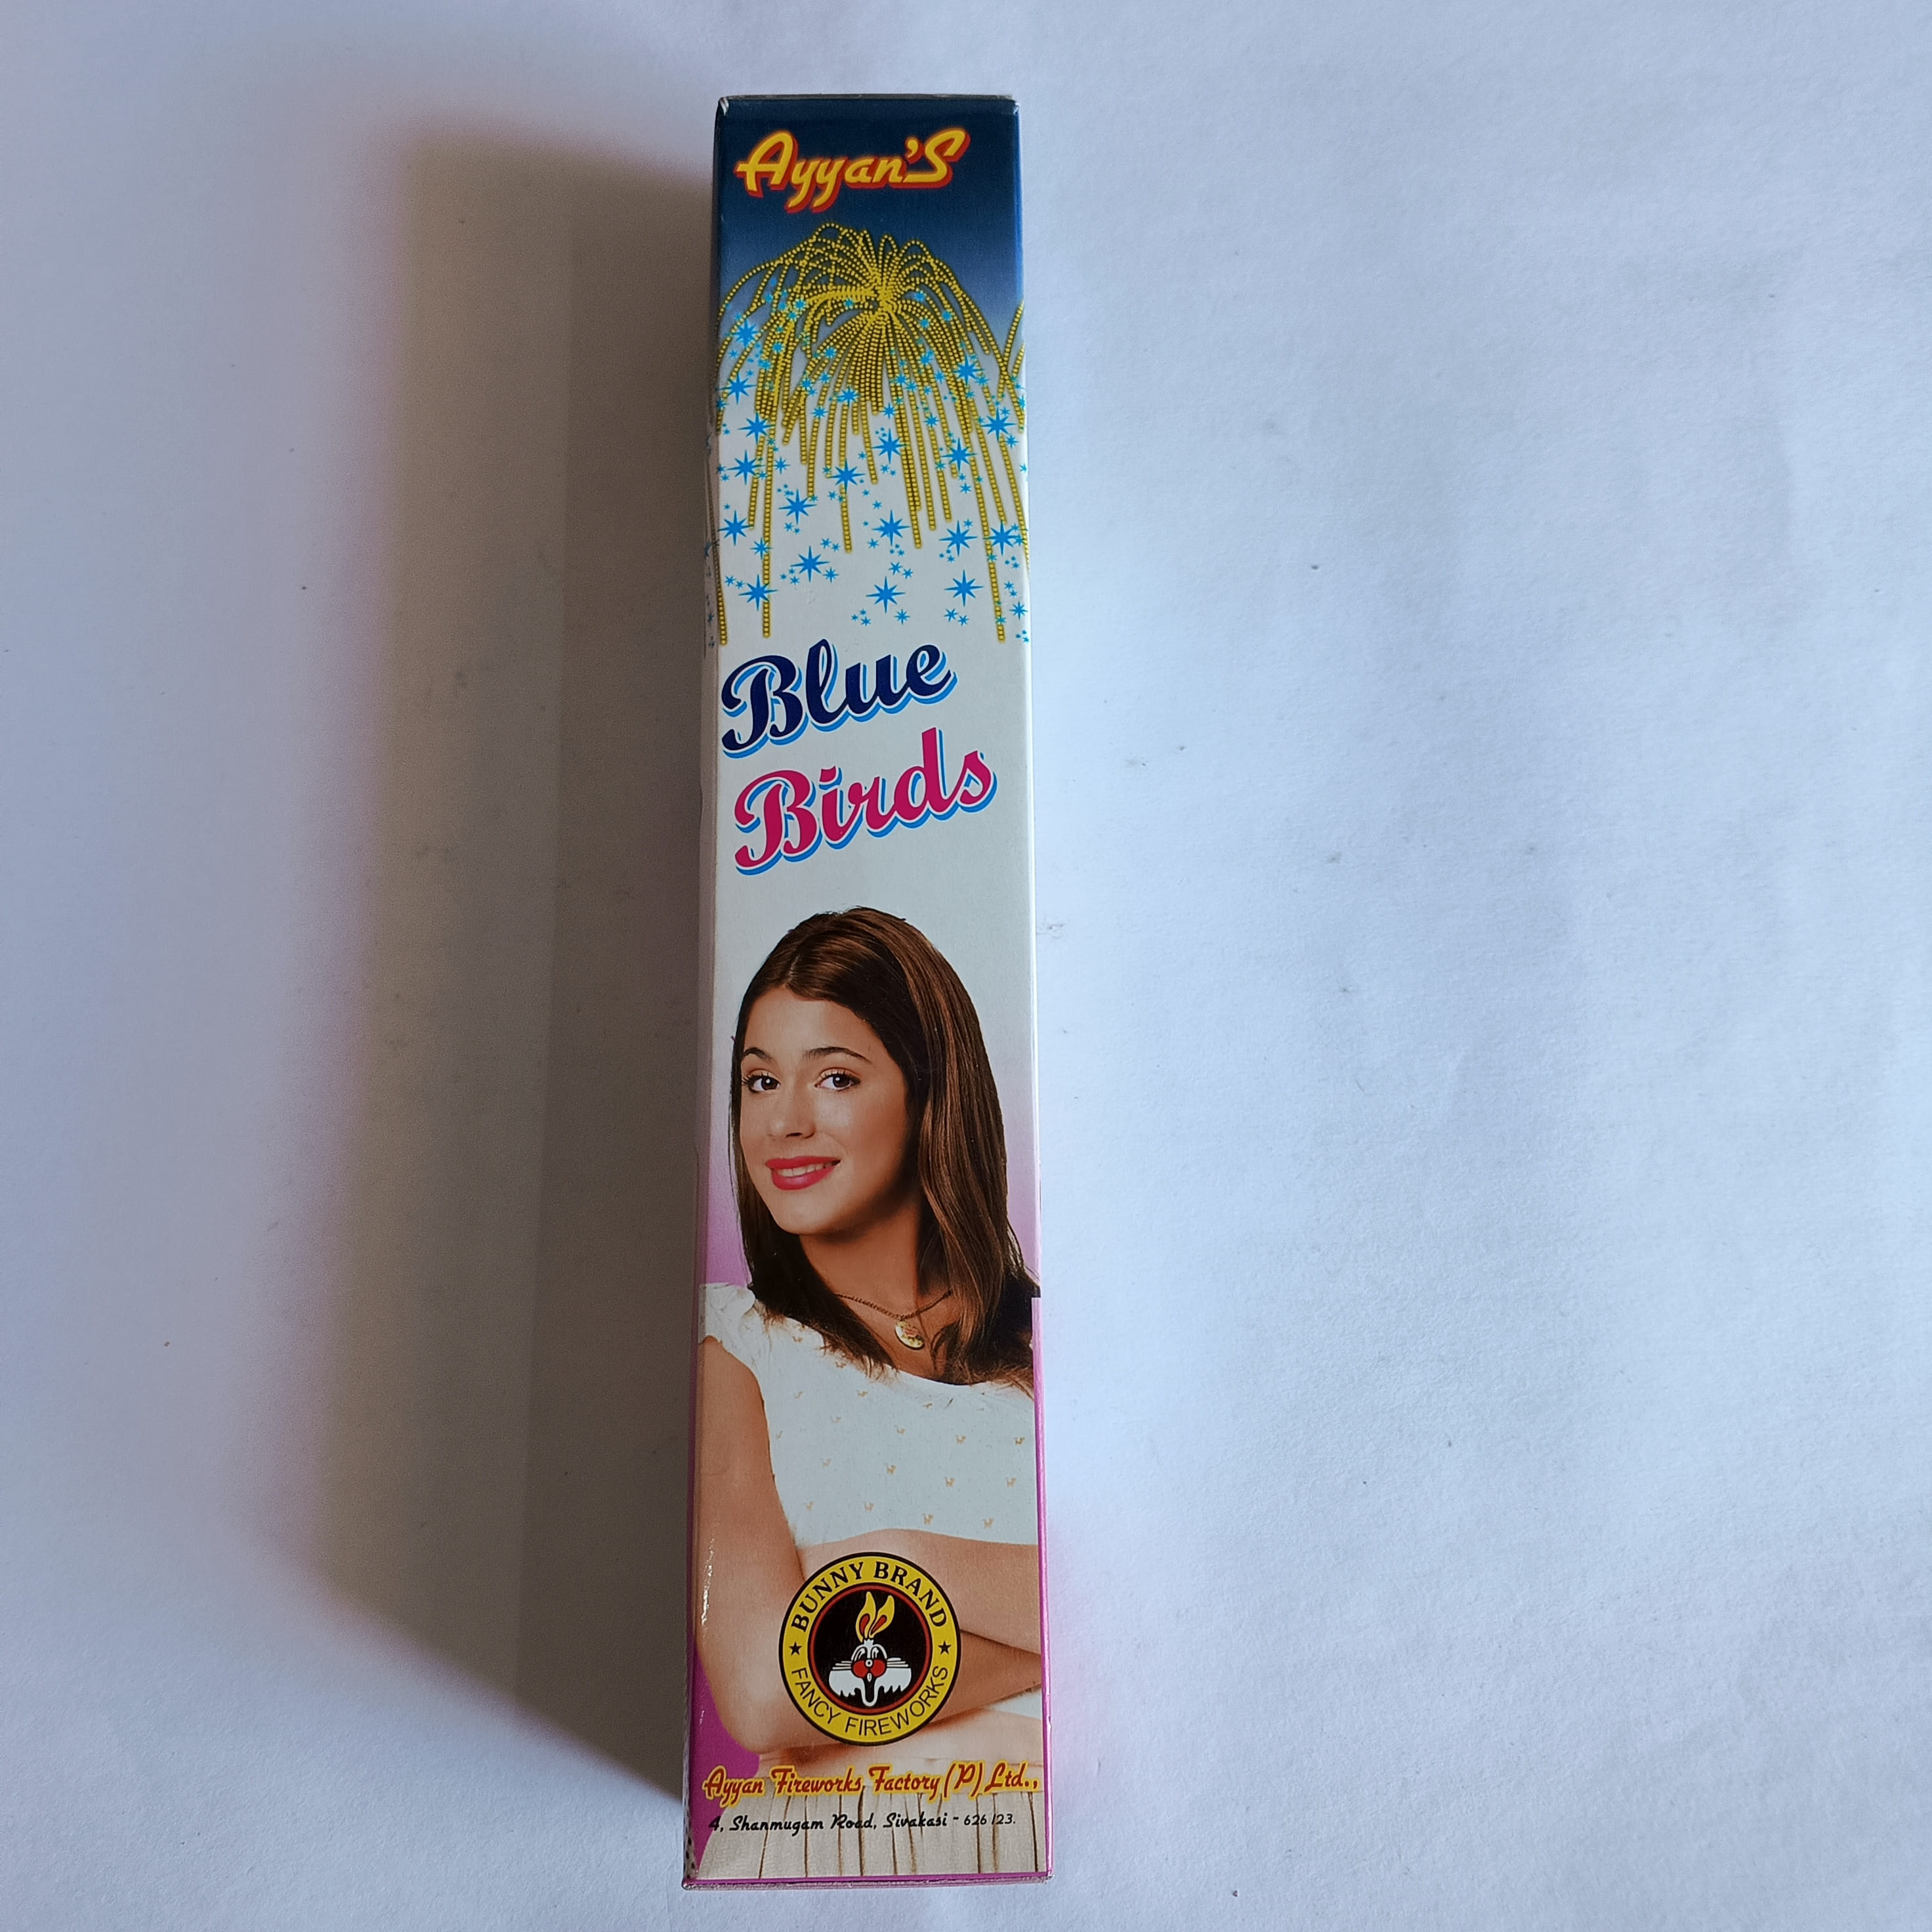 Ayyan'S
Blue
Birds
BUNNY BRAND
FANCY FIREWORKS
Ayyan Fireworks Factory (P) Ltd.,
4, Shanmugam Road, Sivakasi - 626 123.